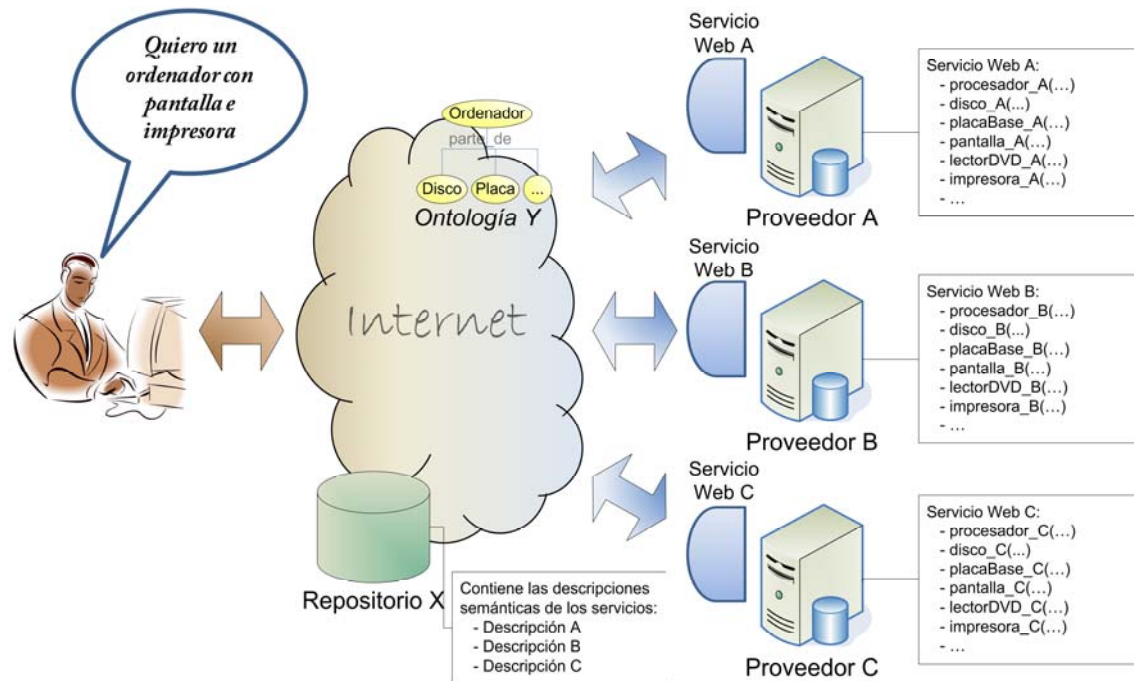 Quiero un
ordenador con
pantalla e
impresora
Ordenador
parte_de
Disco
Placa
...
Ontología Y
Internet
Repositorio X
Contiene las descripciones
semánticas de los servicios:
- Descripción A
- Descripción B
- Descripción C
Servicio
Web A
Proveedor A
Servicio Web A:
- procesador_A(…)
- disco_A(...)
- placaBase_A(…)
- pantalla_A(…)
- lectorDVD_A(…)
- impresora_A(…)
- …
Servicio
Web B
Proveedor B
Servicio Web B:
- procesador_B(…)
- disco_B(...)
- placaBase_B(…)
- pantalla_B(…)
- lectorDVD_B(…)
- impresora_B(…)
- …
Servicio
Web C
Proveedor C
Servicio Web C:
- procesador_C(…)
- disco_C(...)
- placaBase_C(…)
- pantalla_C(…)
- lectorDVD_C(…)
- impresora_C(…)
- …